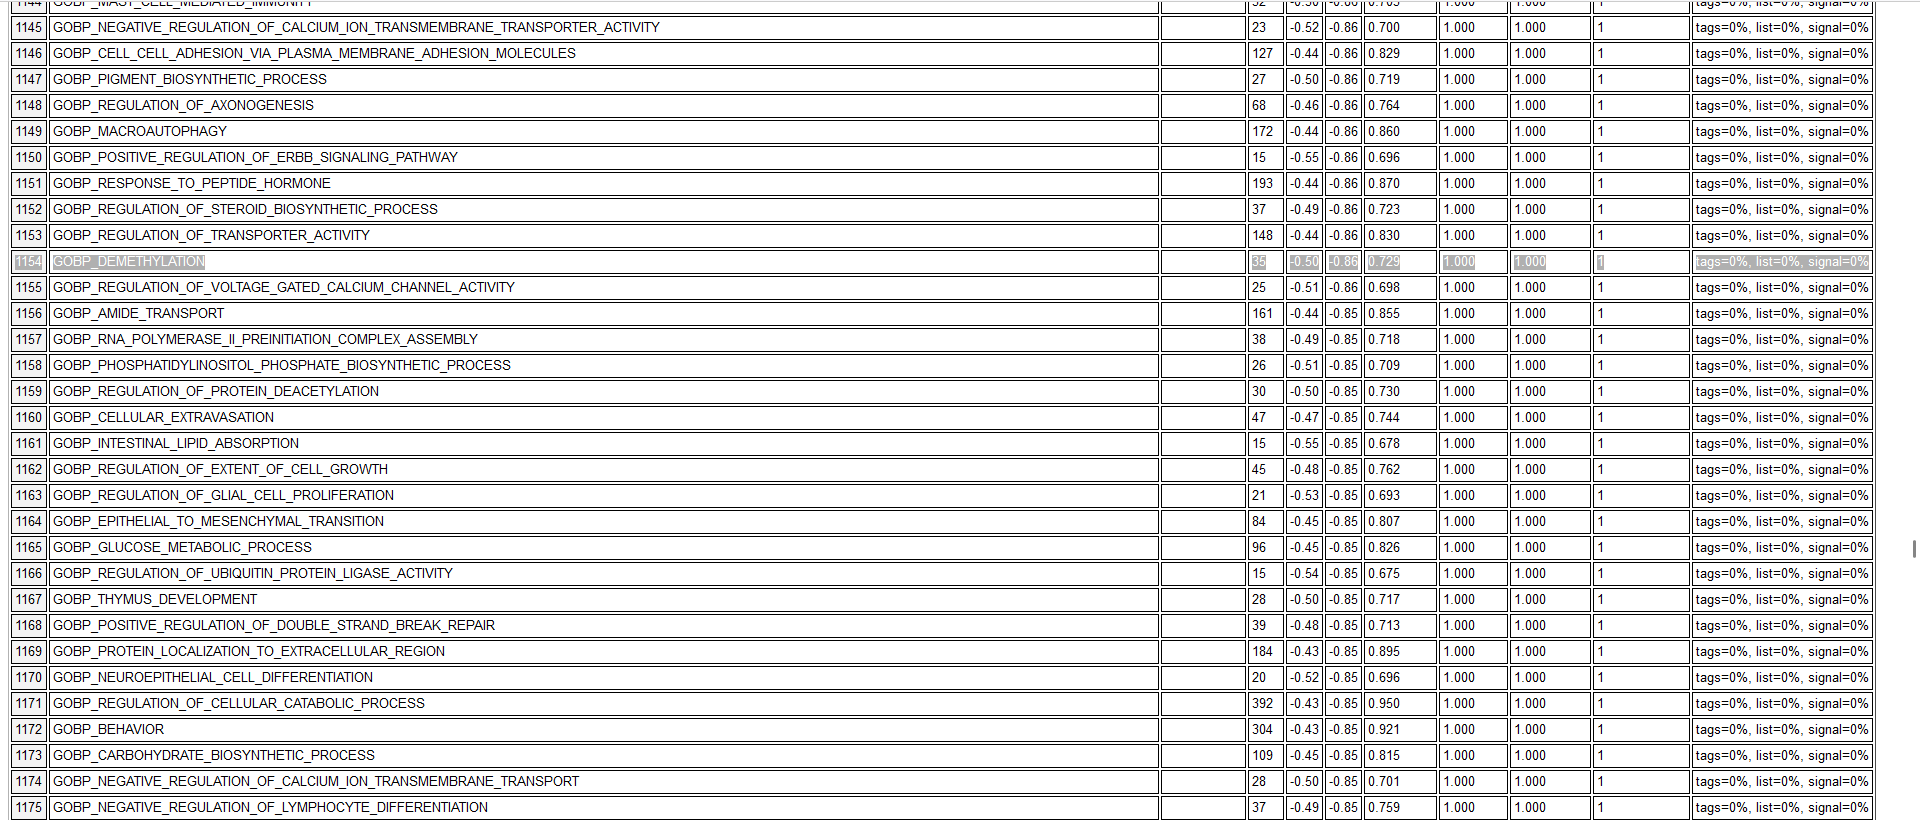 1144 GOBP_MAST_CELL_MEDIATED_IMMUNITY 32 -0.50 -0.86 0.705 1.000 1.000 1 tags=0%, list=0%, signal=0%
1145 GOBP_NEGATIVE_REGULATION_OF_CALCIUM_ION_TRANSMEMBRANE_TRANSPORTER_ACTIVITY 23 -0.52 -0.86 0.700 1.000 1.000 1 tags=0%, list=0%, signal=0%
1146 GOBP_CELL_CELL_ADHESION_VIA_PLASMA_MEMBRANE_ADHESION_MOLECULES 127 -0.44 -0.86 0.829 1.000 1.000 1 tags=0%, list=0%, signal=0%
1147 GOBP_PIGMENT_BIOSYNTHETIC_PROCESS 27 -0.50 -0.86 0.719 1.000 1.000 1 tags=0%, list=0%, signal=0%
1148 GOBP_REGULATION_OF_AXONOGENESIS 68 -0.46 -0.86 0.764 1.000 1.000 1 tags=0%, list=0%, signal=0%
1149 GOBP_MACROAUTOPHAGY 172 -0.44 -0.86 0.860 1.000 1.000 1 tags=0%, list=0%, signal=0%
1150 GOBP_POSITIVE_REGULATION_OF_ERBB_SIGNALING_PATHWAY 15 -0.55 -0.86 0.696 1.000 1.000 1 tags=0%, list=0%, signal=0%
1151 GOBP_RESPONSE_TO_PEPTIDE_HORMONE 193 -0.44 -0.86 0.870 1.000 1.000 1 tags=0%, list=0%, signal=0%
1152 GOBP_REGULATION_OF_STEROID_BIOSYNTHETIC_PROCESS 37 -0.49 -0.86 0.723 1.000 1.000 1 tags=0%, list=0%, signal=0%
1153 GOBP_REGULATION_OF_TRANSPORTER_ACTIVITY 148 -0.44 -0.86 0.830 1.000 1.000 1 tags=0%, list=0%, signal=0%
1154 GOBP_DEMETHYLATION 35 -0.50 -0.86 0.729 1.000 1.000 1 tags=0%, list=0%, signal=0%
1155 GOBP_REGULATION_OF_VOLTAGE_GATED_CALCIUM_CHANNEL_ACTIVITY 25 -0.51 -0.86 0.698 1.000 1.000 1 tags=0%, list=0%, signal=0%
1156 GOBP_AMIDE_TRANSPORT 161 -0.44 -0.85 0.855 1.000 1.000 1 tags=0%, list=0%, signal=0%
1157 GOBP_RNA_POLYMERASE_II_PREINITIATION_COMPLEX_ASSEMBLY 38 -0.49 -0.85 0.718 1.000 1.000 1 tags=0%, list=0%, signal=0%
1158 GOBP_PHOSPHATIDYLINOSITOL_PHOSPHATE_BIOSYNTHETIC_PROCESS 26 -0.51 -0.85 0.709 1.000 1.000 1 tags=0%, list=0%, signal=0%
1159 GOBP_REGULATION_OF_PROTEIN_DEACETYLATION 30 -0.50 -0.85 0.730 1.000 1.000 1 tags=0%, list=0%, signal=0%
1160 GOBP_CELLULAR_EXTRAVASATION 47 -0.47 -0.85 0.744 1.000 1.000 1 tags=0%, list=0%, signal=0%
1161 GOBP_INTESTINAL_LIPID_ABSORPTION 15 -0.55 -0.85 0.678 1.000 1.000 1 tags=0%, list=0%, signal=0%
1162 GOBP_REGULATION_OF_EXTENT_OF_CELL_GROWTH 45 -0.48 -0.85 0.762 1.000 1.000 1 tags=0%, list=0%, signal=0%
1163 GOBP_REGULATION_OF_GLIAL_CELL_PROLIFERATION 21 -0.53 -0.85 0.693 1.000 1.000 1 tags=0%, list=0%, signal=0%
1164 GOBP_EPITHELIAL_TO_MESENCHYMAL_TRANSITION 84 -0.45 -0.85 0.807 1.000 1.000 1 tags=0%, list=0%, signal=0%
1165 GOBP_GLUCOSE_METABOLIC_PROCESS 96 -0.45 -0.85 0.826 1.000 1.000 1 tags=0%, list=0%, signal=0%
1166 GOBP_REGULATION_OF_UBIQUITIN_PROTEIN_LIGASE_ACTIVITY 15 -0.54 -0.85 0.675 1.000 1.000 1 tags=0%, list=0%, signal=0%
1167 GOBP_THYMUS_DEVELOPMENT 28 -0.50 -0.85 0.717 1.000 1.000 1 tags=0%, list=0%, signal=0%
1168 GOBP_POSITIVE_REGULATION_OF_DOUBLE_STRAND_BREAK_REPAIR 39 -0.48 -0.85 0.713 1.000 1.000 1 tags=0%, list=0%, signal=0%
1169 GOBP_PROTEIN_LOCALIZATION_TO_EXTRACELLULAR_REGION 184 -0.43 -0.85 0.895 1.000 1.000 1 tags=0%, list=0%, signal=0%
1170 GOBP_NEUROEPITHELIAL_CELL_DIFFERENTIATION 20 -0.52 -0.85 0.696 1.000 1.000 1 tags=0%, list=0%, signal=0%
1171 GOBP_REGULATION_OF_CELLULAR_CATABOLIC_PROCESS 392 -0.43 -0.85 0.950 1.000 1.000 1 tags=0%, list=0%, signal=0%
1172 GOBP_BEHAVIOR 304 -0.43 -0.85 0.921 1.000 1.000 1 tags=0%, list=0%, signal=0%
1173 GOBP_CARBOHYDRATE_BIOSYNTHETIC_PROCESS 109 -0.45 -0.85 0.815 1.000 1.000 1 tags=0%, list=0%, signal=0%
1174 GOBP_NEGATIVE_REGULATION_OF_CALCIUM_ION_TRANSMEMBRANE_TRANSPORT 28 -0.50 -0.85 0.701 1.000 1.000 1 tags=0%, list=0%, signal=0%
1175 GOBP_NEGATIVE_REGULATION_OF_LYMPHOCYTE_DIFFERENTIATION 37 -0.49 -0.85 0.759 1.000 1.000 1 tags=0%, list=0%, signal=0%